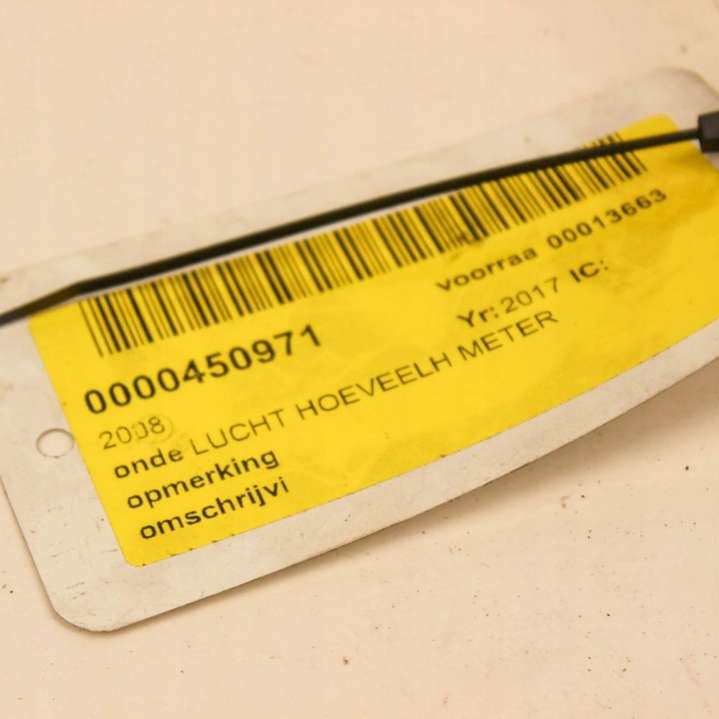 voorraa 00013663
0000450971
Yr: 2017 IC:
2008
onde LUCHT HOEVEELH METER
opmerking
omschrijvi